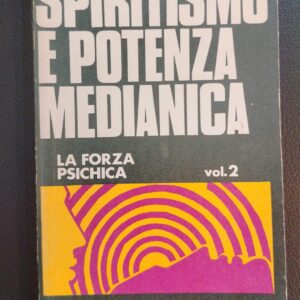 SPIRITISMO
E POTENZA
MEDIANICA
LA FORZA
PSICHICA
vol. 2